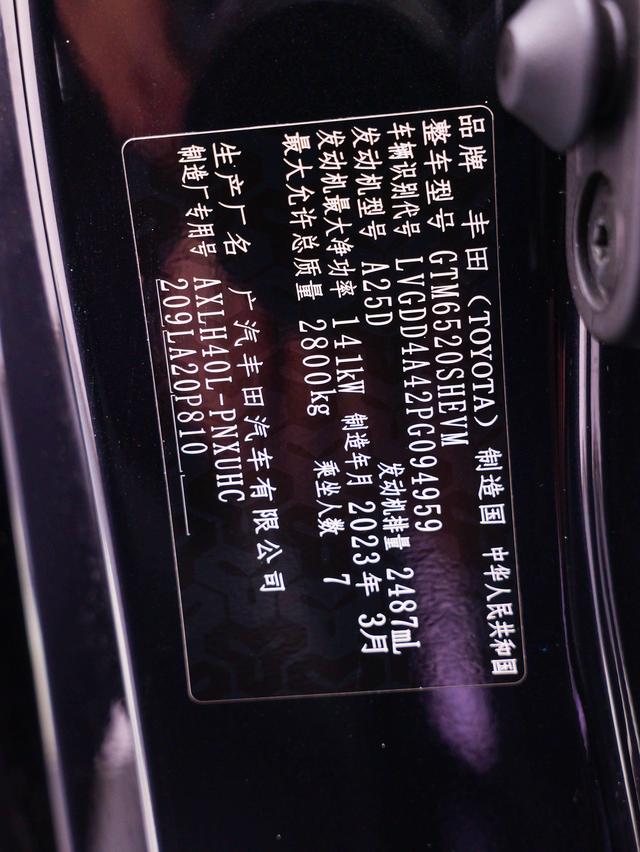 品牌 丰田（TOYOTA） 制造国 中华人民共和国
整车型号 GTM6520SHEVM
车辆识别代号 LVGDD4A42PG094959
发动机型号 A25D 发动机排量 2487mL
发动机最大净功率 141kW 制造年月 2023年 3月
最大允许总质量 2800kg 乘坐人数 7
生产厂名 广汽丰田汽车有限公司
制造厂专用号 AXLH40L-PNXUHC
209LA20P810